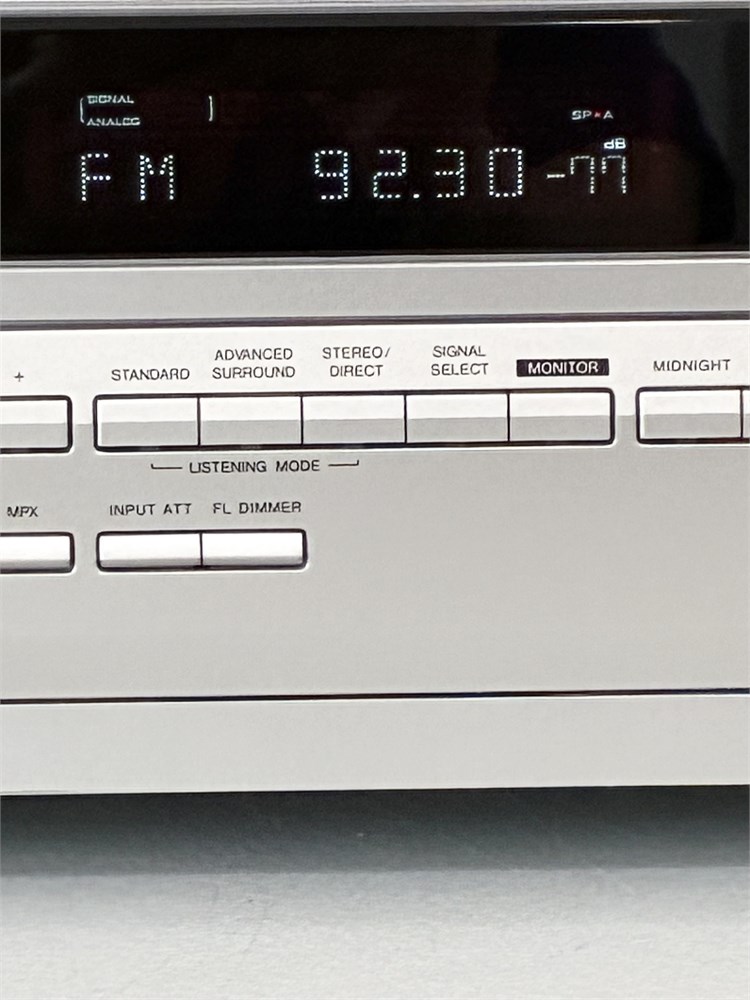 SIGNAL
ANALOG
SP►A
dB
FM 92.30 -77
+
STANDARD
ADVANCED
SURROUND
STEREO/
DIRECT
SIGNAL
SELECT
MONITOR
MIDNIGHT
LISTENING MODE
MPX
INPUT ATT
FL DIMMER